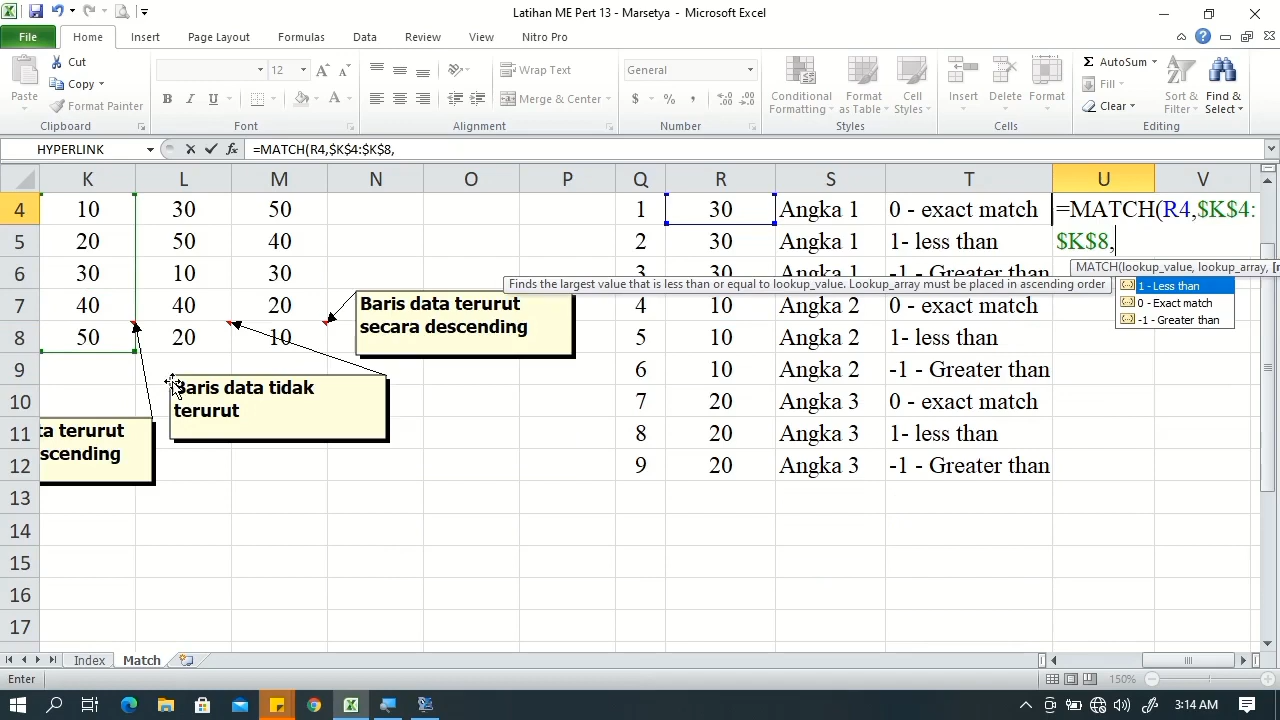 Latihan ME Pert 13 - Marsetya - Microsoft Excel
File Home Insert Page Layout Formulas Data Review View Nitro Pro
Paste Cut Copy Format Painter
12
Wrap Text Merge & Center
General
Conditional Formatting Format as Table Cell Styles
Insert Delete Format
AutoSum Fill Clear Sort & Filter Find & Select
Clipboard Font Alignment Number Styles Cells Editing
HYPERLINK =MATCH(R4,$K$4:$K$8,
K L M N O P Q R S T U V
4 10 30 50 1 30 Angka 1 0 - exact match =MATCH(R4,$K$4:
5 20 50 40 2 30 Angka 1 1- less than $K$8,
6 30 10 30 3 30 Angka 1 -1 - Greater than
MATCH(lookup_value, lookup_array,
Finds the largest value that is less than or equal to lookup_value. Lookup_array must be placed in ascending order
1 - Less than
0 - Exact match
-1 - Greater than
7 40 40 20 4 10 Angka 2 0 - exact match
8 50 20 10 5 10 Angka 2 1- less than
9 6 10 Angka 2 -1 - Greater than
10 7 20 Angka 3 0 - exact match
11 8 20 Angka 3 1- less than
12 9 20 Angka 3 -1 - Greater than
13
14
15
16
17
Baris data terurut
secara descending
Baris data tidak
terurut
ta terurut
scending
Index Match
Enter 150%
3:14 AM